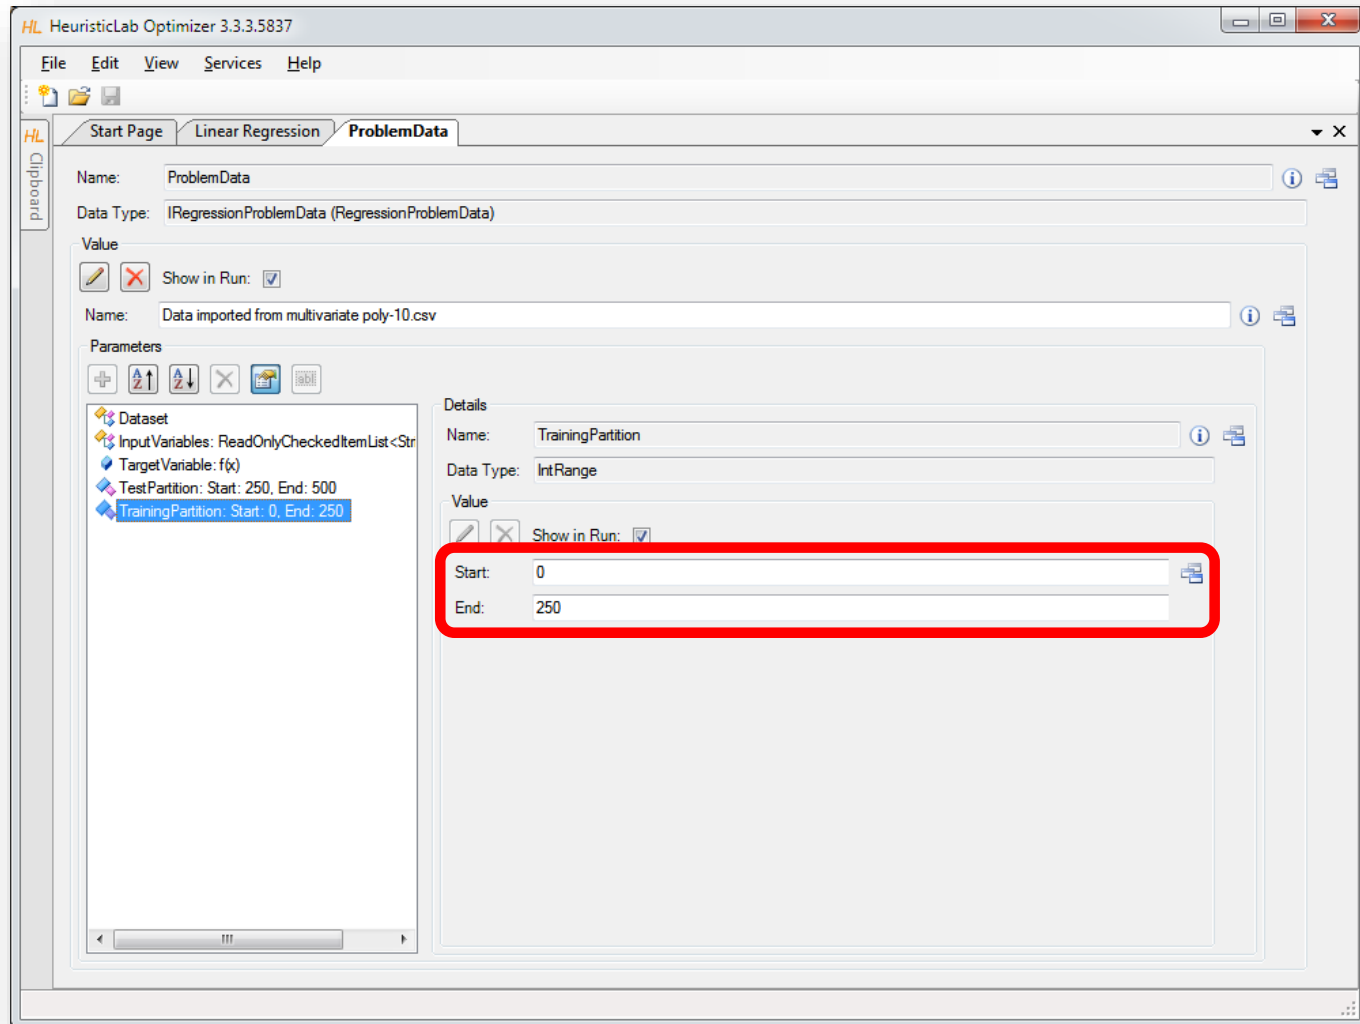 HL HeuristicLab Optimizer 3.3.3.5837
File Edit View Services Help
HL Clipboard
Start Page Linear Regression ProblemData
Name: ProblemData
Data Type: IRegressionProblemData (RegressionProblemData)
Value
Show in Run:
Name: Data imported from multivariate poly-10.csv
Parameters
Dataset
InputVariables: ReadOnlyCheckedItemList<Str
TargetVariable: f(x)
TestPartition: Start: 250, End: 500
TrainingPartition: Start: 0, End: 250
Details
Name: TrainingPartition
Data Type: IntRange
Value
Show in Run:
Start: 0
End: 250